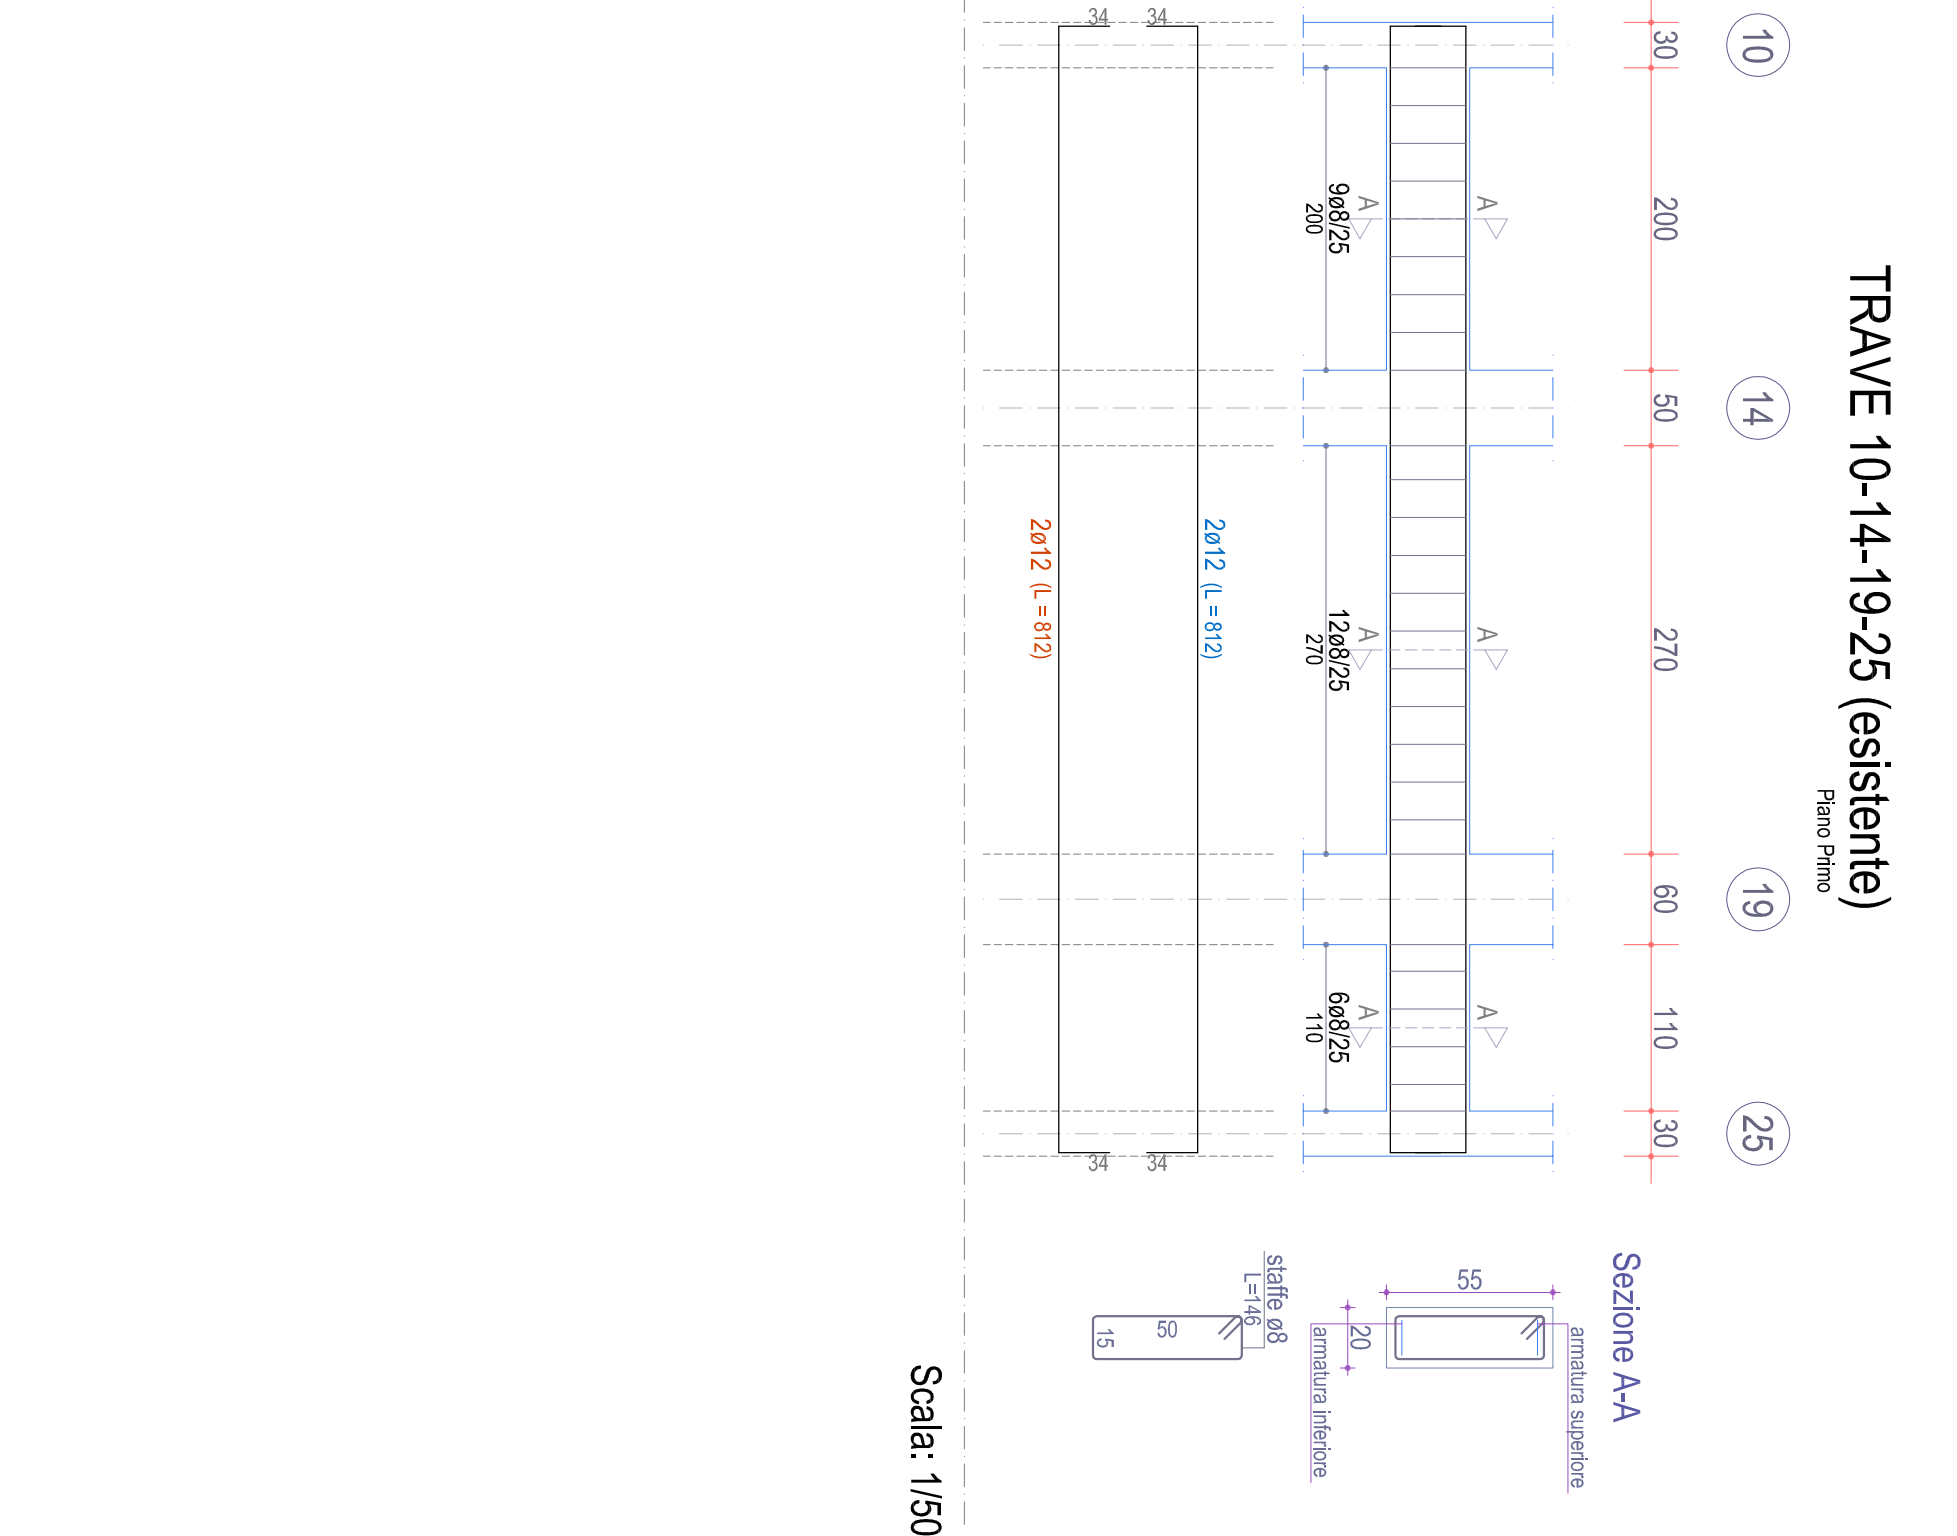 TRAVE 10-14-19-25 (esistente)
Piano Primo
10 14 19 25
30 200 50 270 60 110 30
A A A
A A A
9ø8/25 12ø8/25 6ø8/25
200 270 110
2ø12 (L = 812)
34 34
34 34
2ø12 (L = 812)
Sezione A-A
armatura superiore
55
20
armatura inferiore
staffe ø8
L=146
50
15
Scala: 1/50